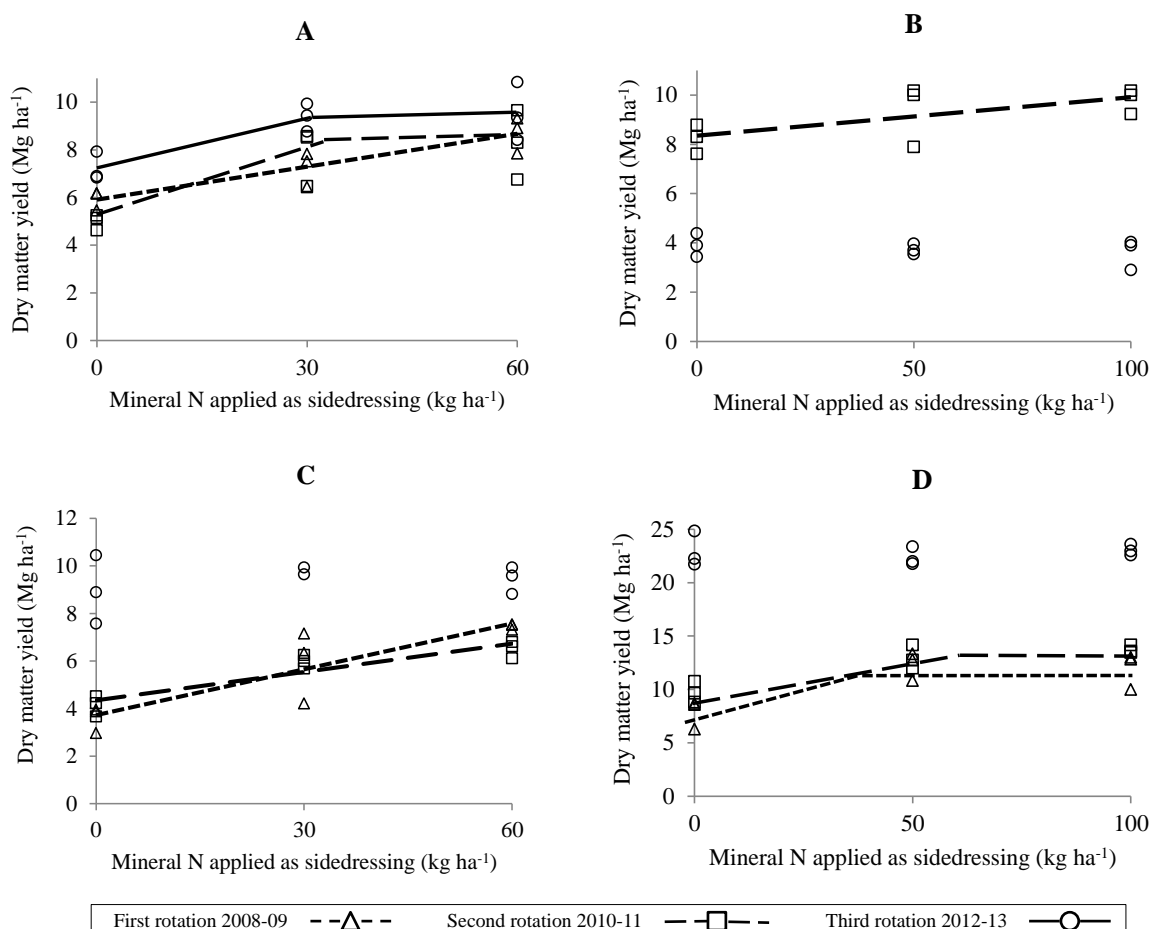 A
Dry matter yield (Mg ha⁻¹)
10
8
6
4
2
0
0 30 60
Mineral N applied as sidedressing (kg ha⁻¹)
B
Dry matter yield (Mg ha⁻¹)
10
8
6
4
2
0
0 50 100
Mineral N applied as sidedressing (kg ha⁻¹)
C
Dry matter yield (Mg ha⁻¹)
12
10
8
6
4
2
0
0 30 60
Mineral N applied as sidedressing (kg ha⁻¹)
D
Dry matter yield (Mg ha⁻¹)
25
20
15
10
5
0
0 50 100
Mineral N applied as sidedressing (kg ha⁻¹)
First rotation 2008-09 Second rotation 2010-11 Third rotation 2012-13